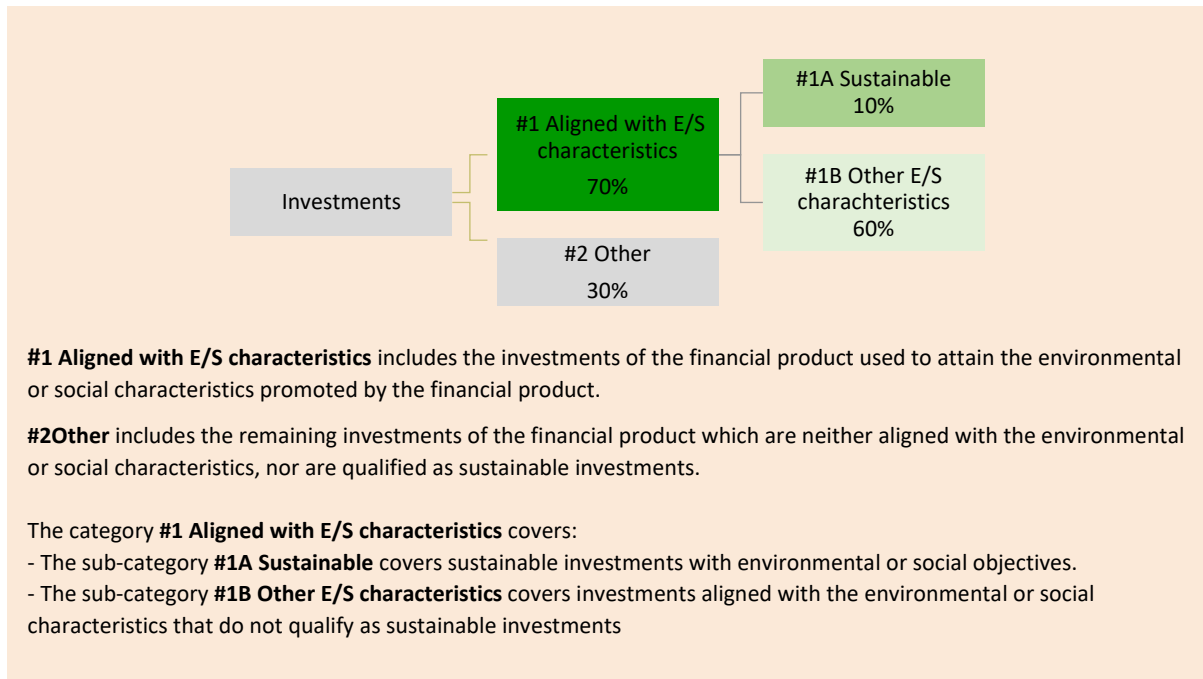 #1A Sustainable
10%
#1 Aligned with E/S
characteristics
70%
#1B Other E/S
charachteristics
60%
Investments
#2 Other
30%
#1 Aligned with E/S characteristics includes the investments of the financial product used to attain the environmental
or social characteristics promoted by the financial product.
#2Other includes the remaining investments of the financial product which are neither aligned with the environmental
or social characteristics, nor are qualified as sustainable investments.
The category #1 Aligned with E/S characteristics covers:
- The sub-category #1A Sustainable covers sustainable investments with environmental or social objectives.
- The sub-category #1B Other E/S characteristics covers investments aligned with the environmental or social
characteristics that do not qualify as sustainable investments